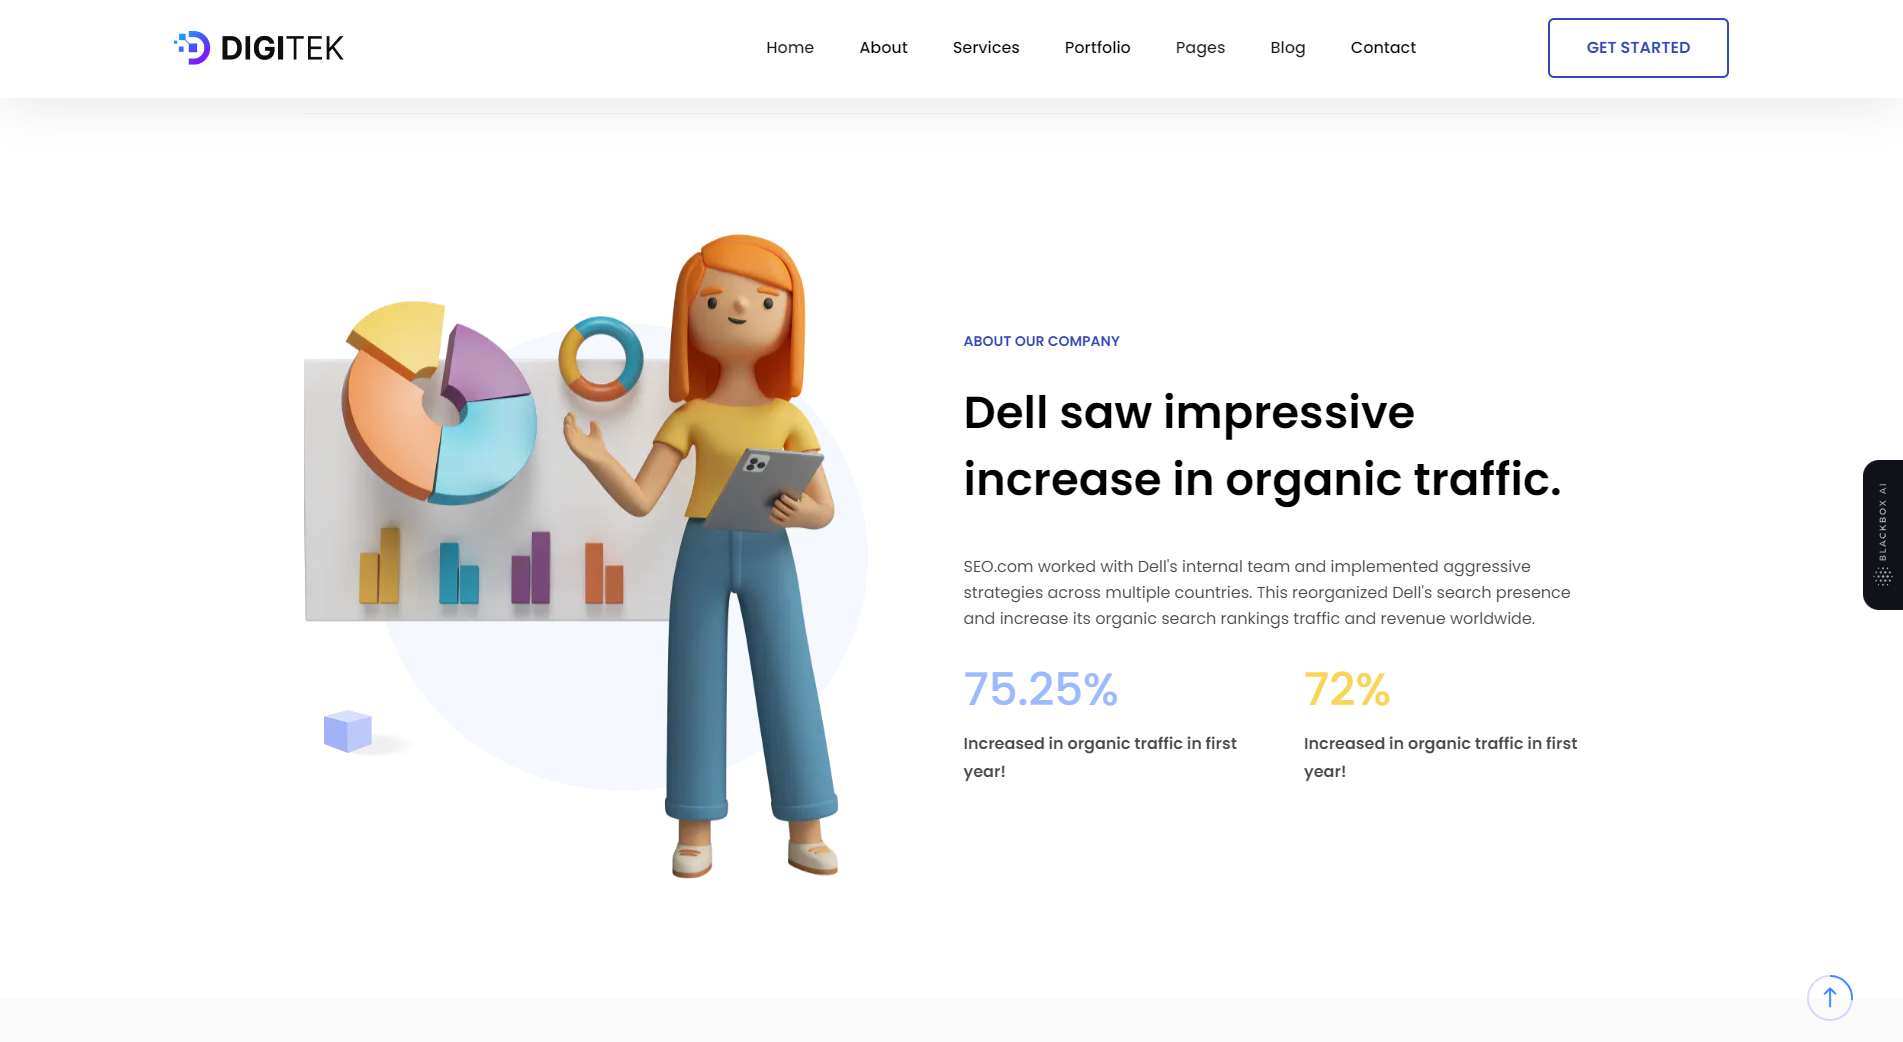 DIGITEK
Home About Services Portfolio Pages Blog Contact
GET STARTED
ABOUT OUR COMPANY
Dell saw impressive
increase in organic traffic.
SEO.com worked with Dell's internal team and implemented aggressive
strategies across multiple countries. This reorganized Dell's search presence
and increase its organic search rankings traffic and revenue worldwide.
75.25%
Increased in organic traffic in first
year!
72%
Increased in organic traffic in first
year!
BLACKBOX AI